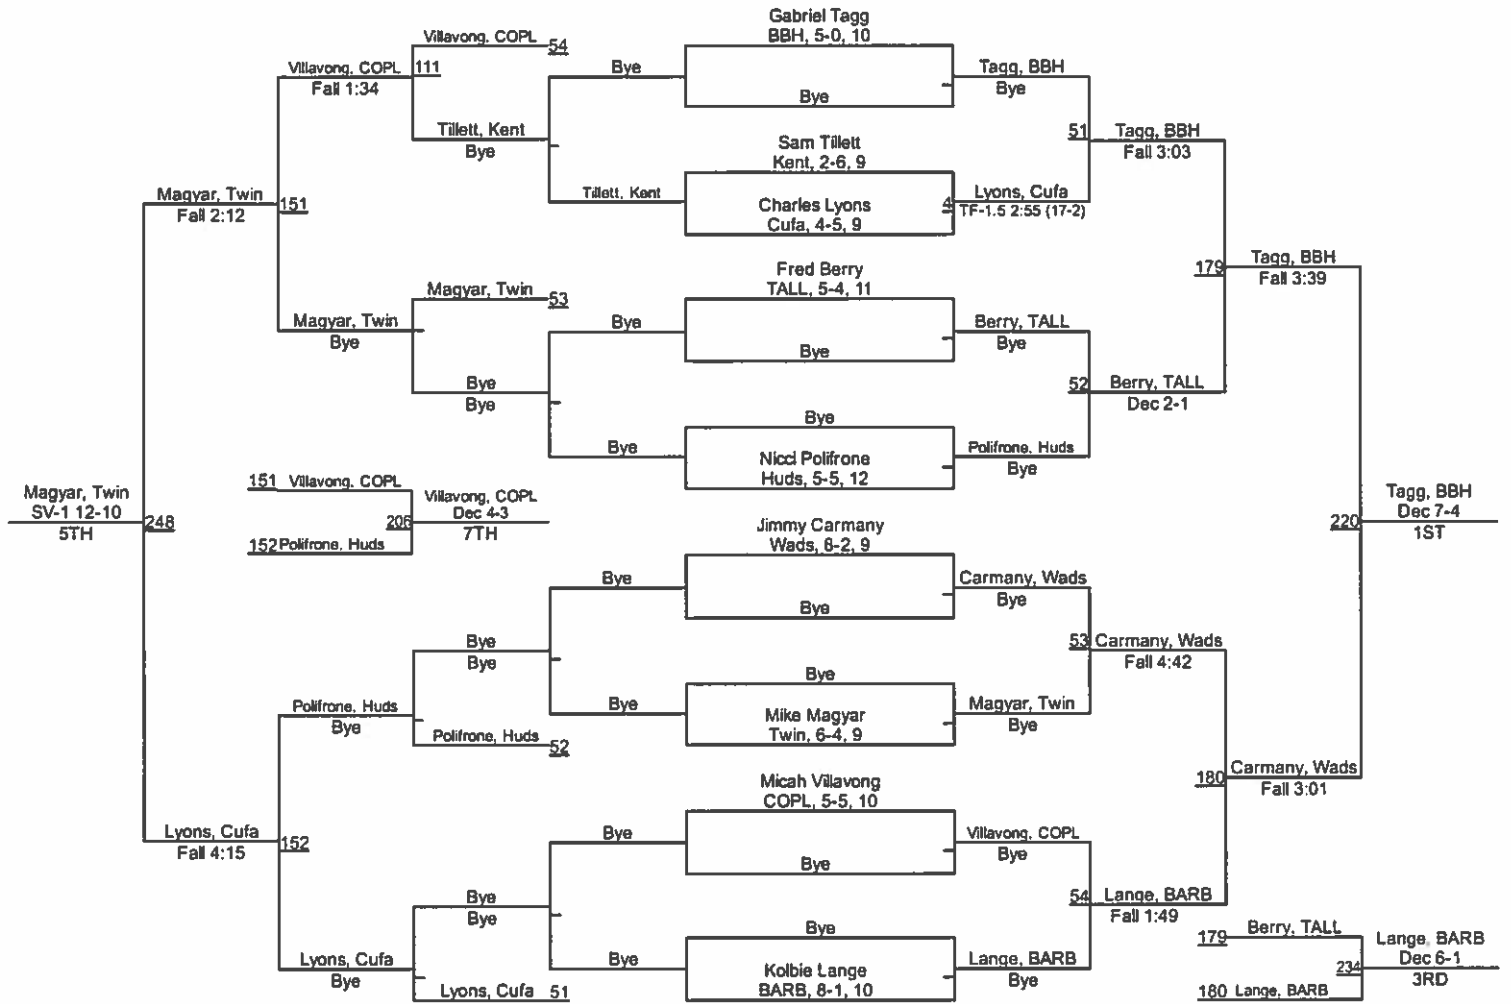 Gabriel Tagg
BBH, 5-0, 10
Bye
Sam Tillett
Kent, 2-6, 9
Charles Lyons
Cufa, 4-5, 9
Fred Berry
TALL, 5-4, 11
Bye
Bye
Nicci Polifrone
Huds, 5-5, 12
Jimmy Carmany
Wads, 8-2, 9
Bye
Bye
Mike Magyar
Twin, 6-4, 9
Micah Villavong
COPL, 5-5, 10
Bye
Bye
Kolbie Lange
BARB, 8-1, 10
Tagg, BBH
Bye
4
Lyons, Cufa
TF-1.5 2:55 (17-2)
Berry, TALL
Bye
Polifrone, Huds
Bye
Carmany, Wads
Bye
Magyar, Twin
Bye
Villavong, COPL
Bye
Lange, BARB
Bye
51
Tagg, BBH
Fall 3:03
52
Berry, TALL
Dec 2-1
53
Carmany, Wads
Fall 4:42
54
Lange, BARB
Fall 1:49
179
Tagg, BBH
Fall 3:39
180
Carmany, Wads
Fall 3:01
220
Tagg, BBH
Dec 7-4
1ST
179
Berry, TALL
180
Lange, BARB
234
Lange, BARB
Dec 6-1
3RD
Bye
Tillett, Kent
Bye
Bye
Bye
Bye
Bye
Bye
Villavong, COPL
54
Tillett, Kent
Bye
Magyar, Twin
53
Bye
Bye
Bye
Bye
Polifrone, Huds
52
Bye
Bye
Lyons, Cufa
51
Villavong, COPL
111
Fall 1:34
Magyar, Twin
Bye
Polifrone, Huds
Bye
Lyons, Cufa
Bye
Magyar, Twin
151
Fall 2:12
Lyons, Cufa
152
Fall 4:15
Magyar, Twin
SV-1 12-10
248
5TH
151
Villavong, COPL
152
Polifrone, Huds
206
Villavong, COPL
Dec 4-3
7TH